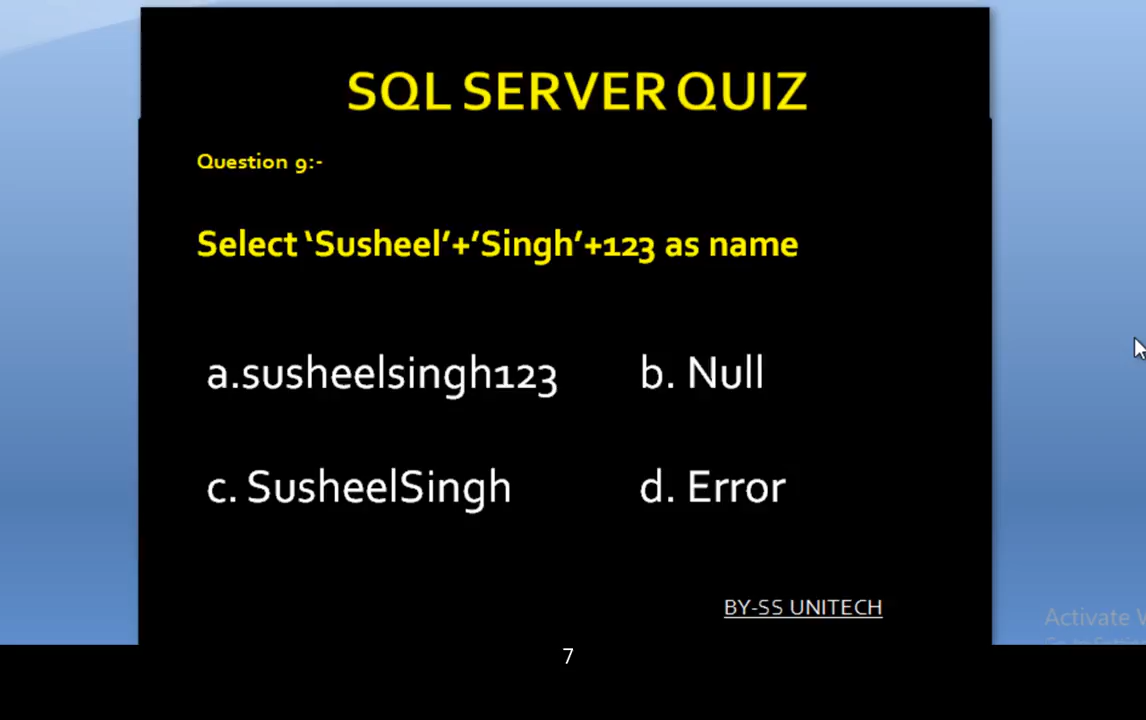 SQL SERVER QUIZ
Question 9:-
Select ‘Susheel’+’Singh’+123 as name
a.susheelsingh123 b. Null
c. SusheelSingh d. Error
BY-SS UNITECH
Activate
7